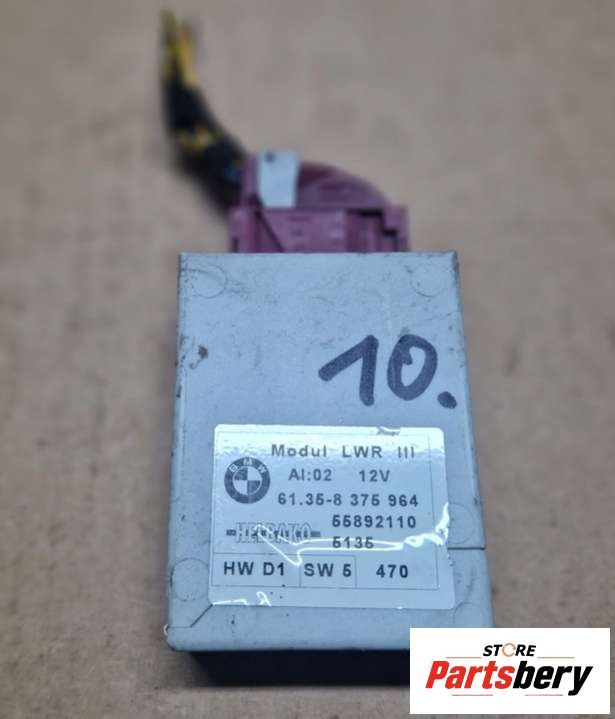 10.
Modul LWR III
BMW
AI:02 12V
61.35-8 375 964
55892110
HELBAKO
5135
HW D1 SW 5 470
STORE
Partsbery